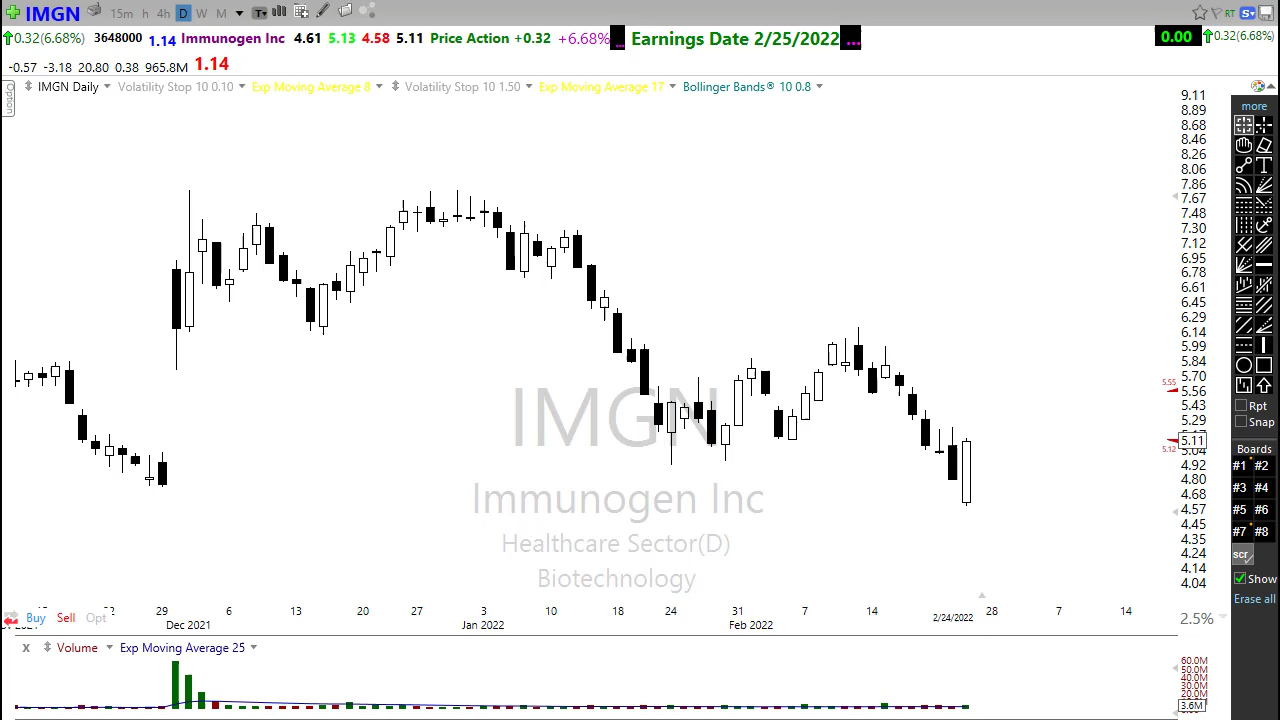 IMGN 15m h 4h D W M T RT S
0.32(6.68%) 3648000 1.14 Immunogen Inc 4.61 5.13 4.58 5.11 Price Action +0.32 +6.68% ... Earnings Date 2/25/2022 ... 0.00 0.32(6.68%)
-0.57 -3.18 20.80 0.38 965.8M 1.14
Option
IMGN Daily Volatility Stop 10 0.10 Exp Moving Average 8 Volatility Stop 10 1.50 Exp Moving Average 17 Bollinger Bands® 10 0.8
9.11
8.89
8.68
8.46
8.26
8.06
7.86
7.67
7.48
7.30
7.12
6.95
6.78
6.61
6.45
6.29
6.14
5.99
5.84
5.70
5.55
5.56
5.43
5.29
5.11
5.12
5.04
4.92
4.80
4.68
4.57
4.45
4.35
4.24
4.14
4.04
IMGN
Immunogen Inc
Healthcare Sector(D)
Biotechnology
more
Rpt
Snap
Boards
#1 #2
#3 #4
#5 #6
#7 #8
scr
Show
Erase all
29 6 13 20 27 3 10 18 24 31 7 14 2/24/2022 28 7 14
Buy Sell Opt
Dec 2021 Jan 2022 Feb 2022
2.5%
x Volume Exp Moving Average 25
60.0M
50.0M
40.0M
30.0M
20.0M
3.6M